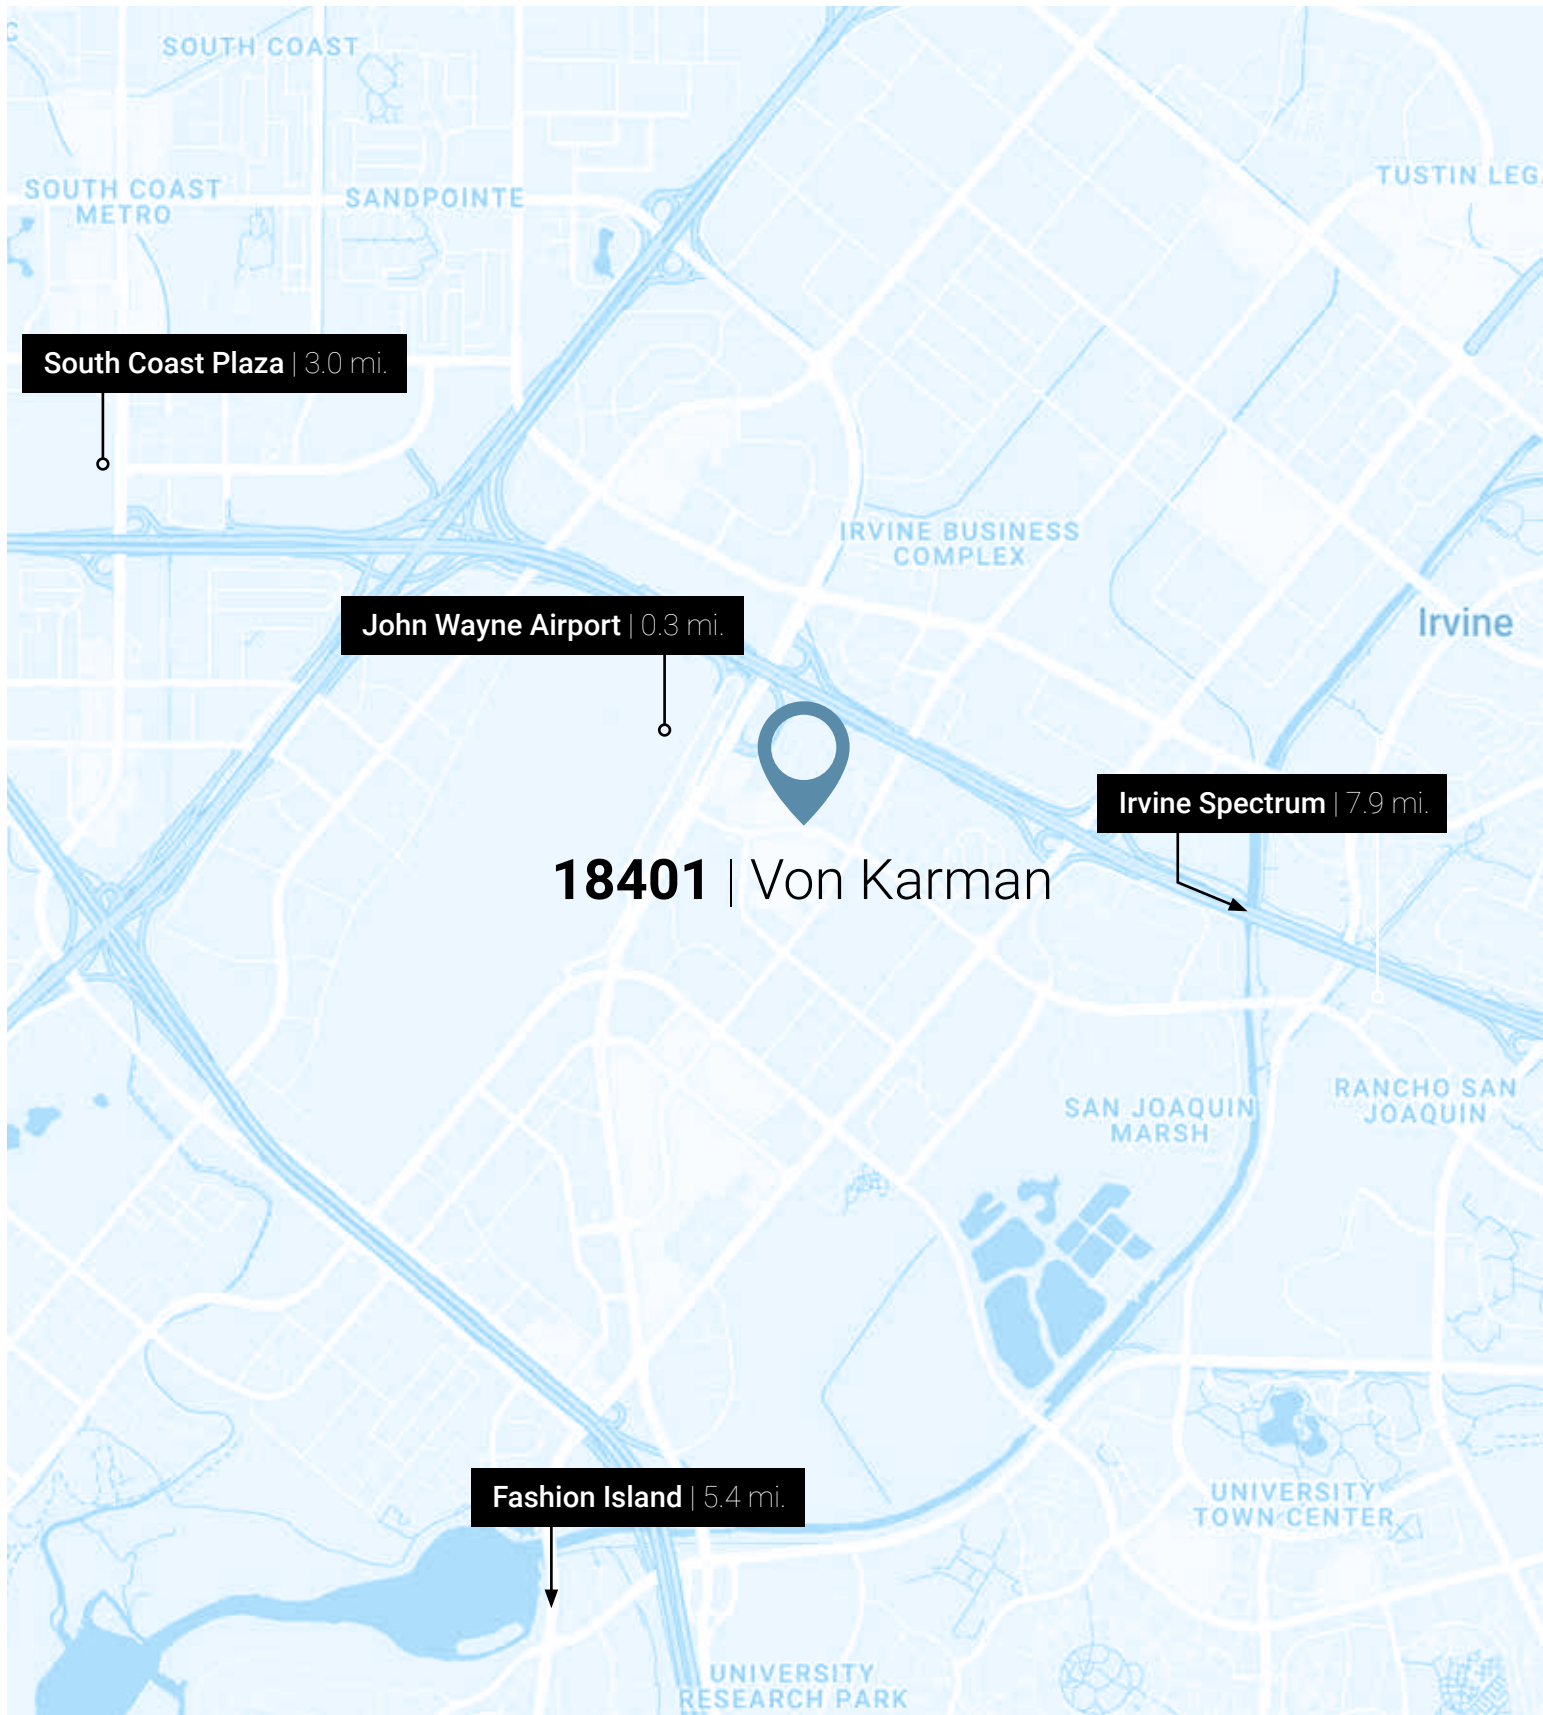 SOUTH COAST
TUSTIN LEG
SOUTH COAST
METRO
SANDPOINTE
South Coast Plaza | 3.0 mi.
IRVINE BUSINESS
COMPLEX
John Wayne Airport | 0.3 mi.
Irvine
Irvine Spectrum | 7.9 mi.
18401 | Von Karman
SAN JOAQUIN
MARSH
RANCHO SAN
JOAQUIN
Fashion Island | 5.4 mi.
UNIVERSITY
TOWN CENTER
UNIVERSITY
RESEARCH PARK